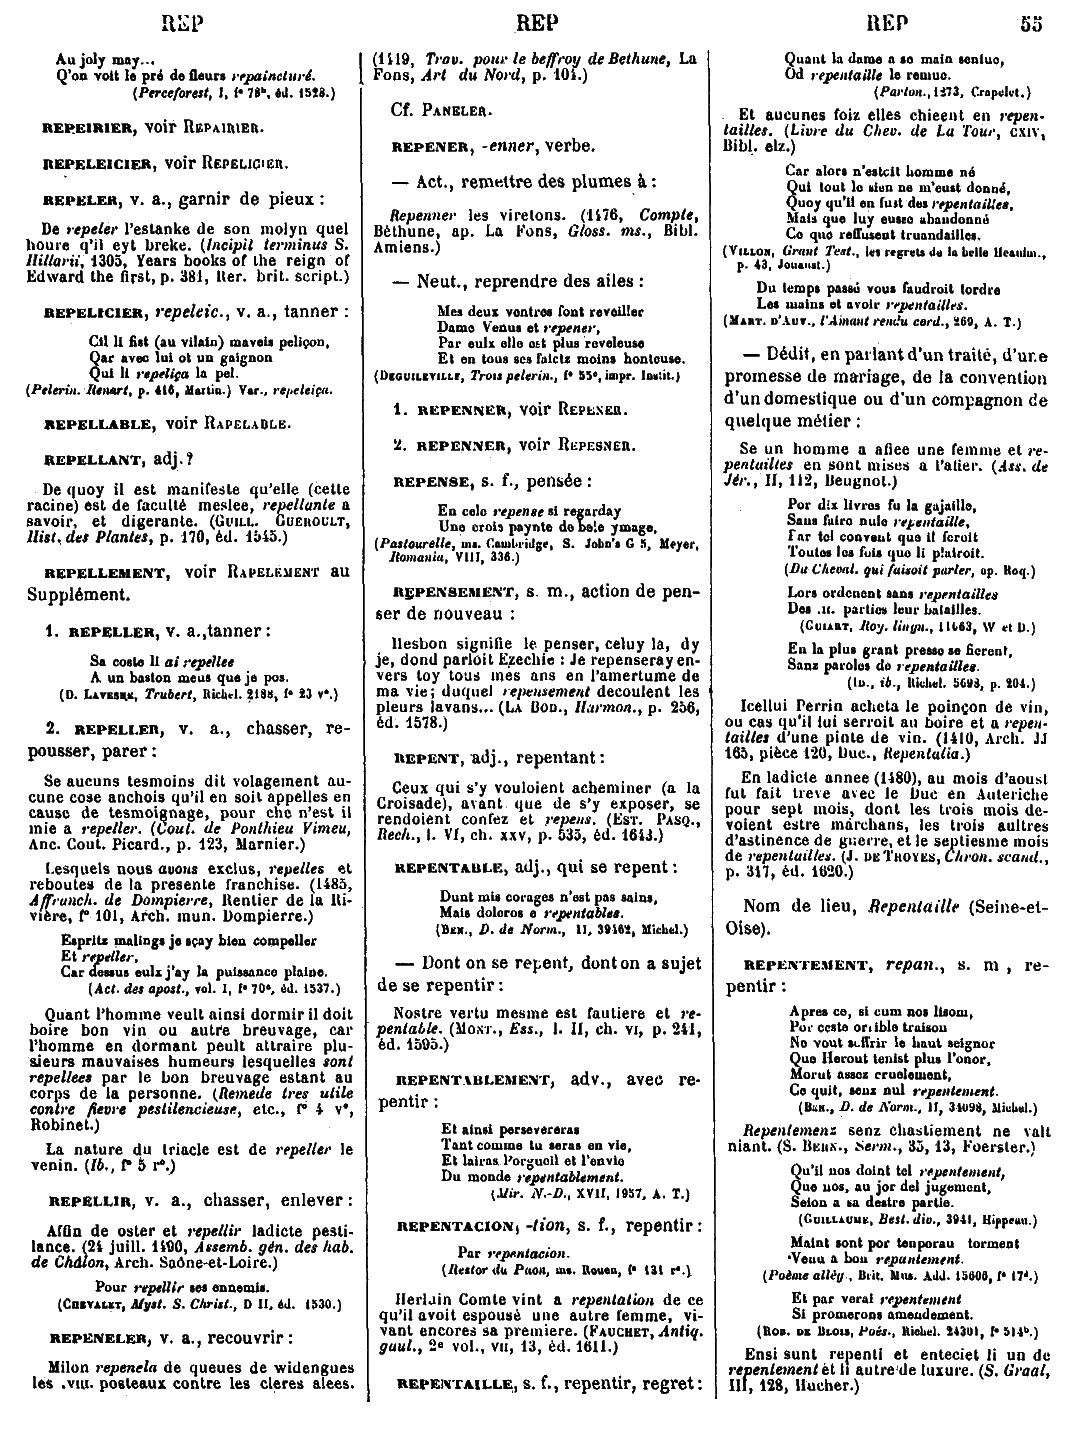 REP REP REP 55
Au joly may...
Q'on voit le pré de fleurs repainturé.
(Perceforest, I, f° 78b, éd. 1528.)
REPEIRIER, voir REPAIRIER.
REPELEICIER, voir REPELICIER.
REPELER, v. a., garnir de pieux :
De repeler l'estanke de son molyn quel
houre q'il eyt breke. (Incipit terminus S.
Hillarii, 1305, Years books of the reign of
Edward the first, p. 381, Rer. brit. script.)
REPELICIER, repeleic., v. a., tanner :
Cil li fist (au vilain) maveis peliçon,
Qar avec lui ot un gaignon
Qui li repeliça la pel.
(Pelerin. Renart, p. 416, Martin.) Var., repeleiça.
REPELLABLE, voir RAPELABLE.
REPELLANT, adj. ?
De quoy il est manifeste qu'elle (cette
racine) est de faculté meslee, repellante a
savoir, et digerante. (GUILL. GUEROULT,
Hist. des Plantes, p. 170, éd. 1545.)
REPELLEMENT, voir RAPELEMENT au
Supplément.
1. REPELLER, v. a., tanner :
Sa coste li ai repellee
A un baston meus que je pos.
(D. LAVESNE, Trubert, Richel. 2188, f° 23 v°.)
2. REPELLER, v. a., chasser, re-
pousser, parer :
Se aucuns tesmoins dit volagement au-
cune cose anchois qu'il en soit appelles en
cause de tesmoignage, pour che n'est il
mie a repeller. (Cout. de Ponthieu Vimeu,
Anc. Cout. Picard., p. 123, Marnier.)
Lesquels nous avons exclus, repelles et
reboutes de la presente franchise. (1485,
Affranch. de Dompierre, Rentier de la Ri-
vière, f° 101, Arch. mun. Dompierre.)
Espritz malings je sçay bien compeller
Et repeller,
Car dessus eulx j'ay la puissance plaine.
(Act. des apost., vol. I, f° 70a, éd. 1537.)
Quant l'homme veult ainsi dormir il doit
boire bon vin ou autre breuvage, car
l'homme en dormant peult attraire plu-
sieurs mauvaises humeurs lesquelles sont
repellees par le bon breuvage estant au
corps de la personne. (Remede tres utile
contre fievre pestilencieuse, etc., f° 4 v°,
Robinet.)
La nature du triacle est de repeller le
venin. (Ib., f° 5 r°.)
REPELLIR, v. a., chasser, enlever :
Affin de oster et repellir ladicte pesti-
lance. (24 juill. 1490, Assemb. gén. des hab.
de Châlon, Arch. Saône-et-Loire.)
Pour repellir ses ennemis.
(CHEVALET, Myst. S. Christ., D II, éd. 1530.)
REPENELER, v. a., recouvrir :
Milon repenela de queues de widengues
les .VIII. posteaux contre les cleres alees.
(1419, Trav. pour le beffroy de Bethune, La
Fons, Art du Nord, p. 104.)
Cf. PANELER.
REPENER, -enner, verbe.
— Act., remettre des plumes à :
Repenner les viretons. (1476, Compte,
Béthune, ap. La Fons, Gloss. ms., Bibl.
Amiens.)
— Neut., reprendre des ailes :
Mes deux ventres font reveiller
Dame Venus et repener,
Par eulx elle est plus reveleuse
Et en tous ses faictz moins honteuse.
(DEGUILEVILLE, Trois pelerin., f° 55a, impr. Instit.)
1. REPENNER, voir REPENER.
2. REPENNER, voir REPESNER.
REPENSE, s. f., pensée :
En cele repense si regarday
Une crois paynte de bele ymage,
(Pastourelle, ms. Cambridge, S. John's G 5, Meyer,
Romania, VIII, 336.)
REPENSEMENT, s. m., action de pen-
ser de nouveau :
Hesbon signifie le penser, celuy la, dy
je, dond parloit Ezechie : Je repenseray en-
vers toy tous mes ans en l'amertume de
ma vie ; duquel repensement decoulent les
pleurs lavans... (LA BOD., Harmon., p. 256,
éd. 1578.)
REPENT, adj., repentant :
Ceux qui s'y vouloient acheminer (a la
Croisade), avant que de s'y exposer, se
rendoient confez et repens. (EST. PASQ.,
Rech., l. VI, ch. XXV, p. 535, éd. 1643.)
REPENTABLE, adj., qui se repent :
Dunt mis corages n'est pas sains,
Mais doloros e repentables.
(BEN., D. de Norm., II, 39462, Michel.)
— Dont on se repent, dont on a sujet
de se repentir :
Nostre vertu mesme est fautiere et re-
pentable. (MONT., Ess., l. II, ch. VI, p. 241,
éd. 1595.)
REPENTABLEMENT, adv., avec re-
pentir :
Et ainsi persevereras
Tant comme tu seras en vie,
Et lairas l'orgueil et l'envie
Du monde repentablement.
(Mir. N.-D., XVII, 1957, A. T.)
REPENTACION, -tion, s. f., repentir :
Par repentacion.
(Restor du Paon, ms. Rouen, f° 131 r°.)
Herlain Comte vint a repentation de ce
qu'il avoit espousé une autre femme, vi-
vant encores sa premiere. (FAUCHET, Antiq.
gaul., 2e vol., VII, 13, éd. 1611.)
REPENTAILLE, s. f., repentir, regret :
Quant la dame a se main sentue,
Od repentaille le remue.
(Parton., 1273, Crapelet.)
Et aucunes foiz elles chieent en repen-
tailles. (Livre du Chev. de La Tour, CXIV,
Bibl. elz.)
Car alors n'estoit homme né
Qui tout le sien ne m'eust donné,
Quoy qu'il en fust des repentailles,
Mais que luy eusse abandonné
Ce que reffusent truandailles.
(VILLON, Grant Test., les regrets de la belle Heaulm.,
p. 43, Jouaust.)
Du temps passé vous faudroit tordre
Les mains et avoir repentailles.
(MART. D'AUV., l'Amant rendu cord., 269, A. T.)
— Dédit, en parlant d'un traité, d'une
promesse de mariage, de la convention
d'un domestique ou d'un compagnon de
quelque métier :
Se un homme a afiee une femme et re-
pentailles en sont mises a l'afier. (Ass. de
Jér., II, 112, Beugnot.)
Por dix livres fu la gajaille,
Sans faire nule repentaille,
Par tel convent que il feroit
Toutes les fois que li plairoit.
(Du Cheval. qui faisoit parler, ap. Roq.)
Lors ordenent sans repentailles
Des .II. parties leur batailles.
(GUIART, Roy. lingn., 11463, W et D.)
En la plus grant presse se fierent,
Sanz paroles de repentailles.
(ID., ib., Richel. 5698, p. 204.)
Icellui Perrin acheta le poinçon de vin,
ou cas qu'il lui serroit au boire et a repen-
tailles d'une pinte de vin. (1410, Arch. JJ
165, pièce 120, Duc., Repentalia.)
En ladicte annee (1480), au mois d'aoust
fut fait treve avec le Duc en Auteriche
pour sept mois, dont les trois mois de-
voient estre marchans, les trois aultres
d'astinence de guerre, et le septiesme mois
de repentailles. (J. DE TROYES, Chron. scand.,
p. 317, éd. 1620.)
Nom de lieu, Repentaille (Seine-et-
Oise).
REPENTEMENT, repan., s. m , re-
pentir :
Apres ce, si cum nos lisom,
Por ceste orrible traison
Ne vout suffrir le haut seignor
Que Herout tenist plus l'onor,
Morut assez cruelement,
Ce quit, senz nul repentement.
(BEN., D. de Norm., II, 34098, Michel.)
Repentemenz senz chastiement ne valt
niant. (S. BERN., Serm., 35, 13, Foerster.)
Qu'il nos doint tel repentement,
Que nos, au jor del jugement,
Seion a sa destre partie.
(GUILLAUME, Best. div., 3941, Hippeau.)
Maint sont por tenporau torment
Venu a bon repantement.
(Poème allég., Brit. Mus. Add. 15606, f° 17d.)
Et par verai repentement
Si promerons amendement.
(ROB. DE BLOIS, Poés., Richel. 24301, f° 514b.)
Ensi sunt repenti et enteciet li un de
repentement et li autre de luxure. (S. Graal,
III, 128, Hucher.)